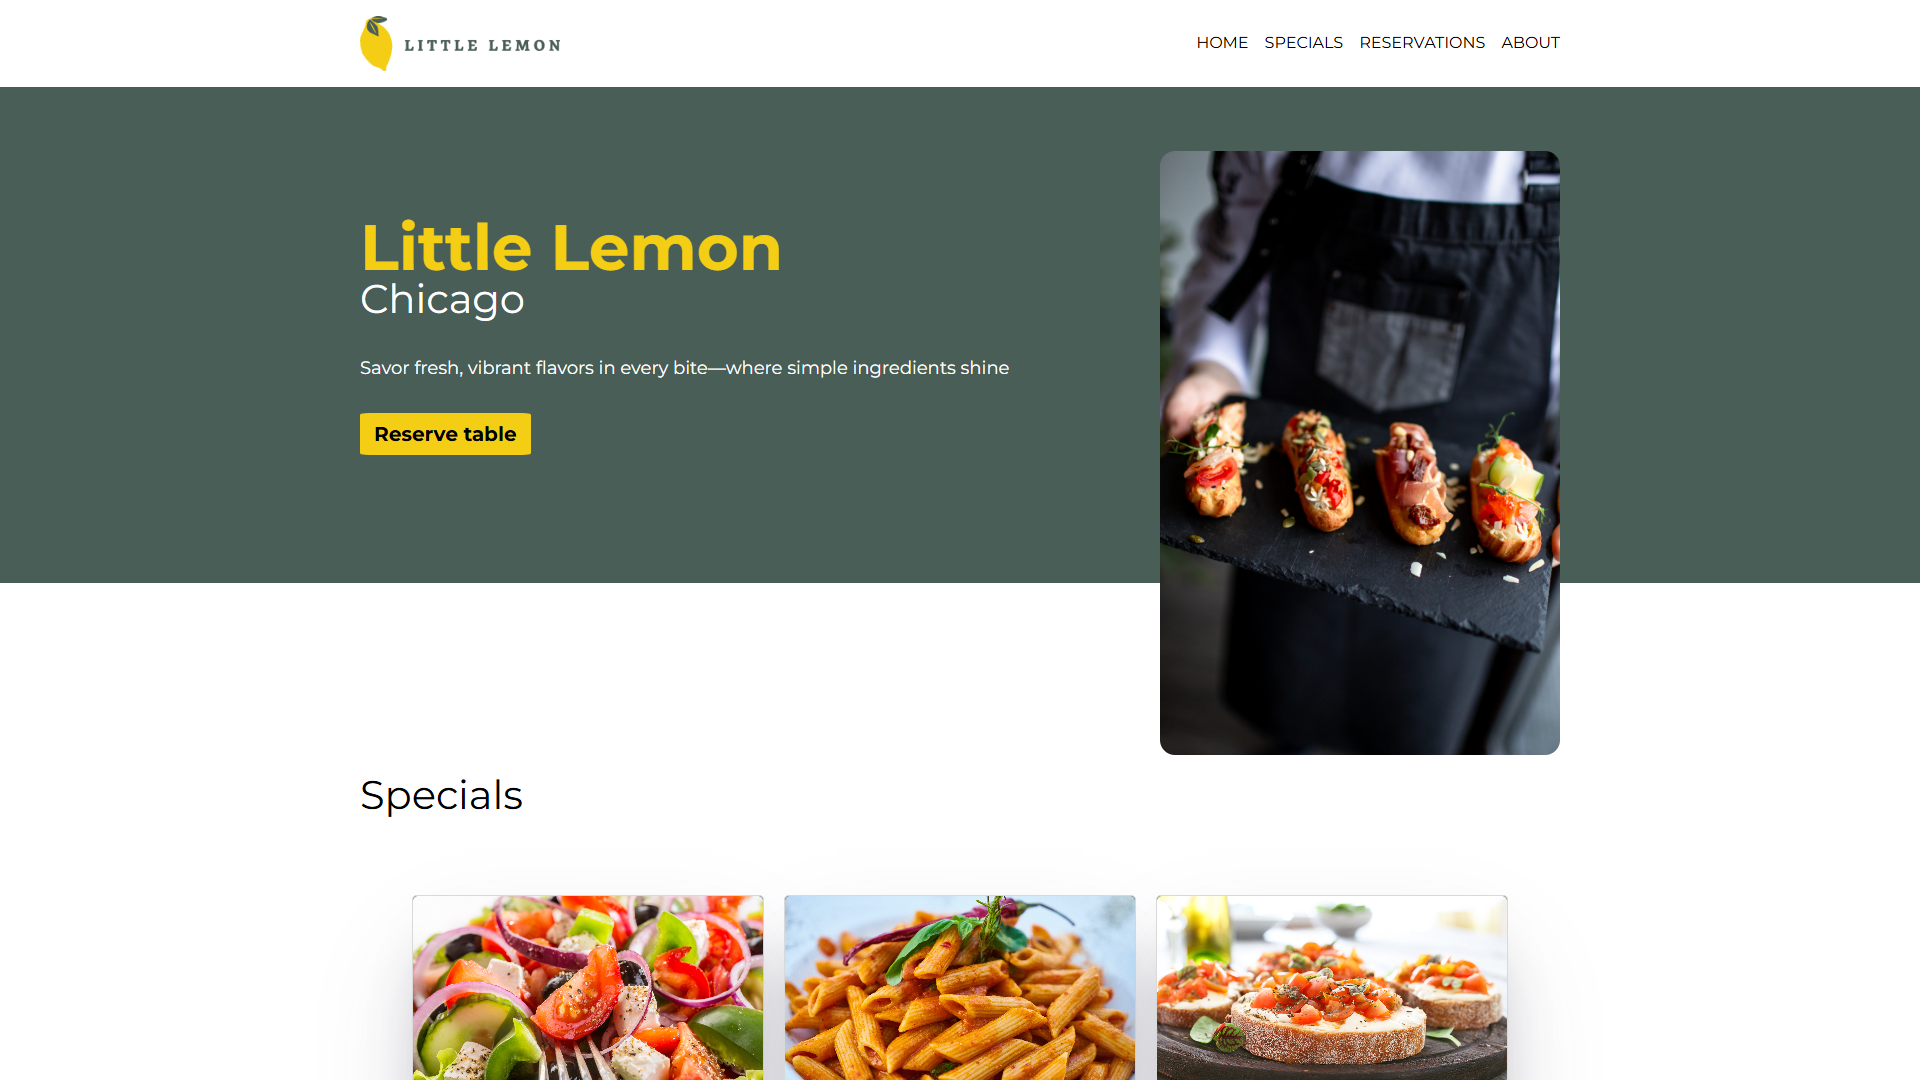 LITTLE LEMON
HOME SPECIALS RESERVATIONS ABOUT
Little Lemon
Chicago
Savor fresh, vibrant flavors in every bite—where simple ingredients shine
Reserve table
Specials